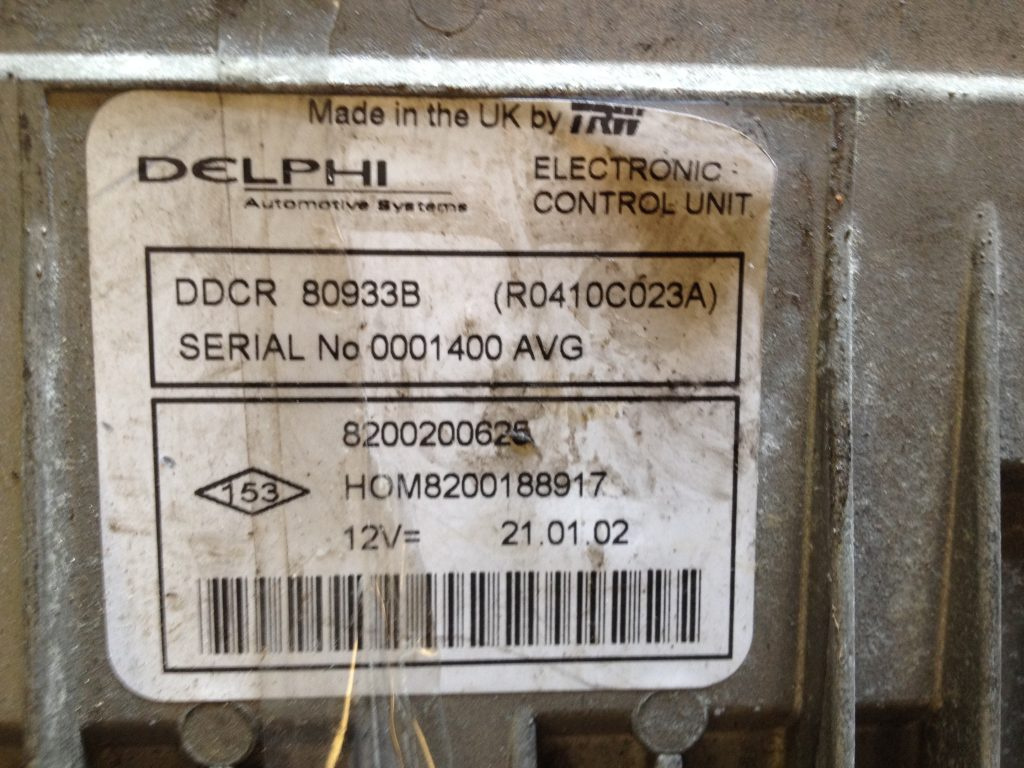 Made in the UK by TRW
DELPHI
Automotive Systems
ELECTRONIC
CONTROL UNIT.
DDCR 80933B (R0410C023A)
SERIAL No 0001400 AVG
8200200625
153
HOM8200188917
12V= 21.01.02